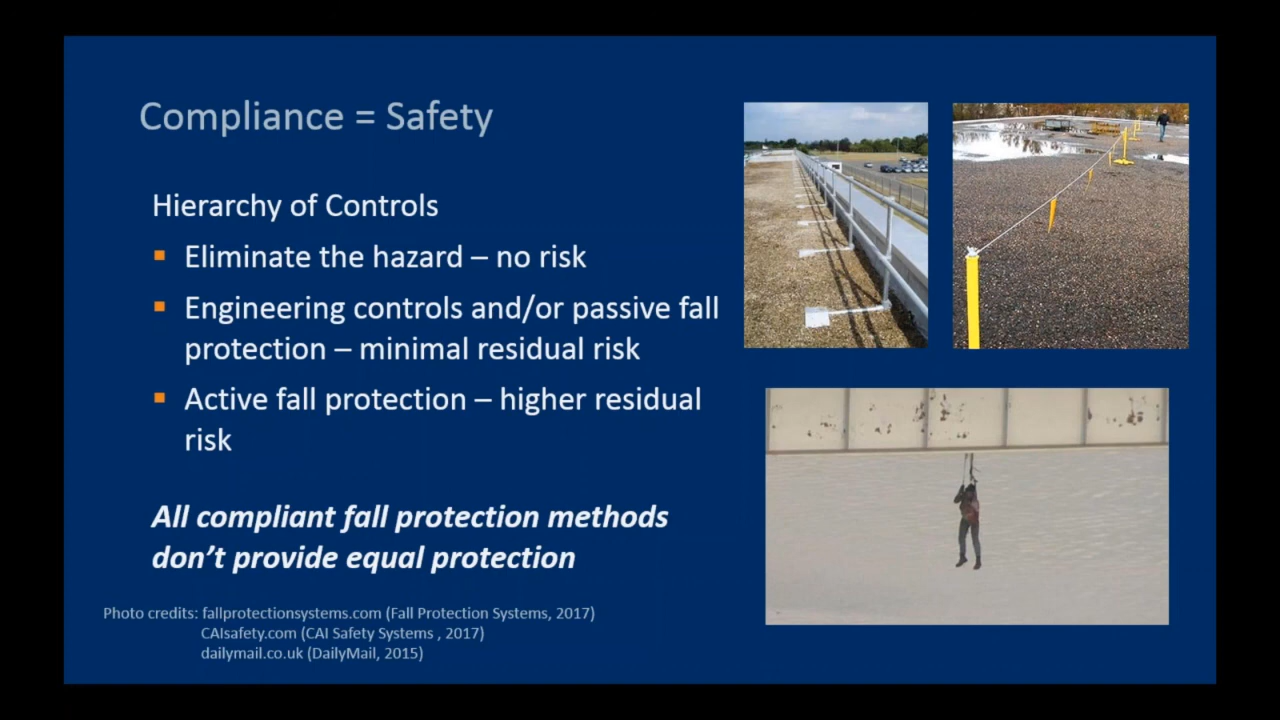 Compliance = Safety
Hierarchy of Controls
▪ Eliminate the hazard – no risk
▪ Engineering controls and/or passive fall
protection – minimal residual risk
▪ Active fall protection – higher residual
risk
All compliant fall protection methods
don’t provide equal protection
Photo credits: fallprotectionsystems.com (Fall Protection Systems, 2017)
CAIsafety.com (CAI Safety Systems , 2017)
dailymail.co.uk (DailyMail, 2015)